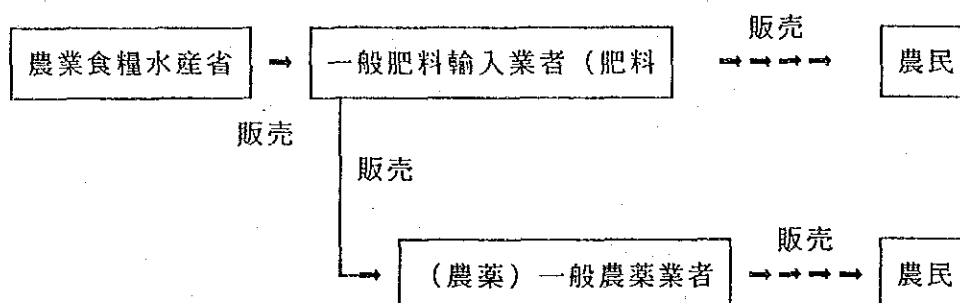 販売
農業食糧水産省
一般肥料輸入業者(肥料
農民
販売
販売
販売
(農薬)一般農薬業者
農民